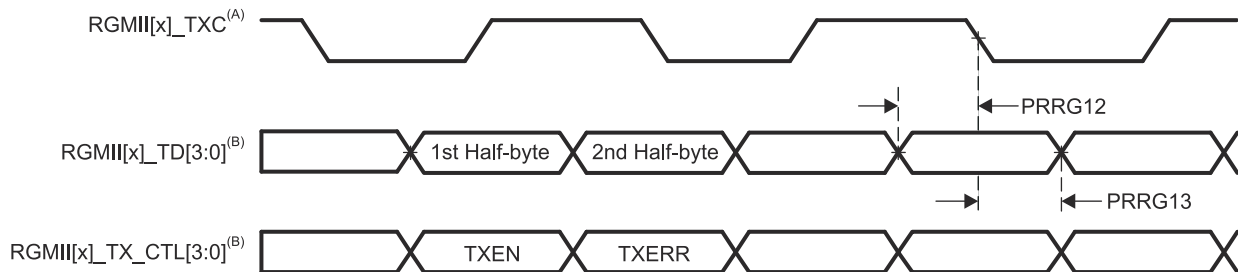 RGMII[x]_TXC(A)
PRRG12
RGMII[x]_TD[3:0](B) 1st Half-byte 2nd Half-byte
PRRG13
RGMII[x]_TX_CTL[3:0](B) TXEN TXERR